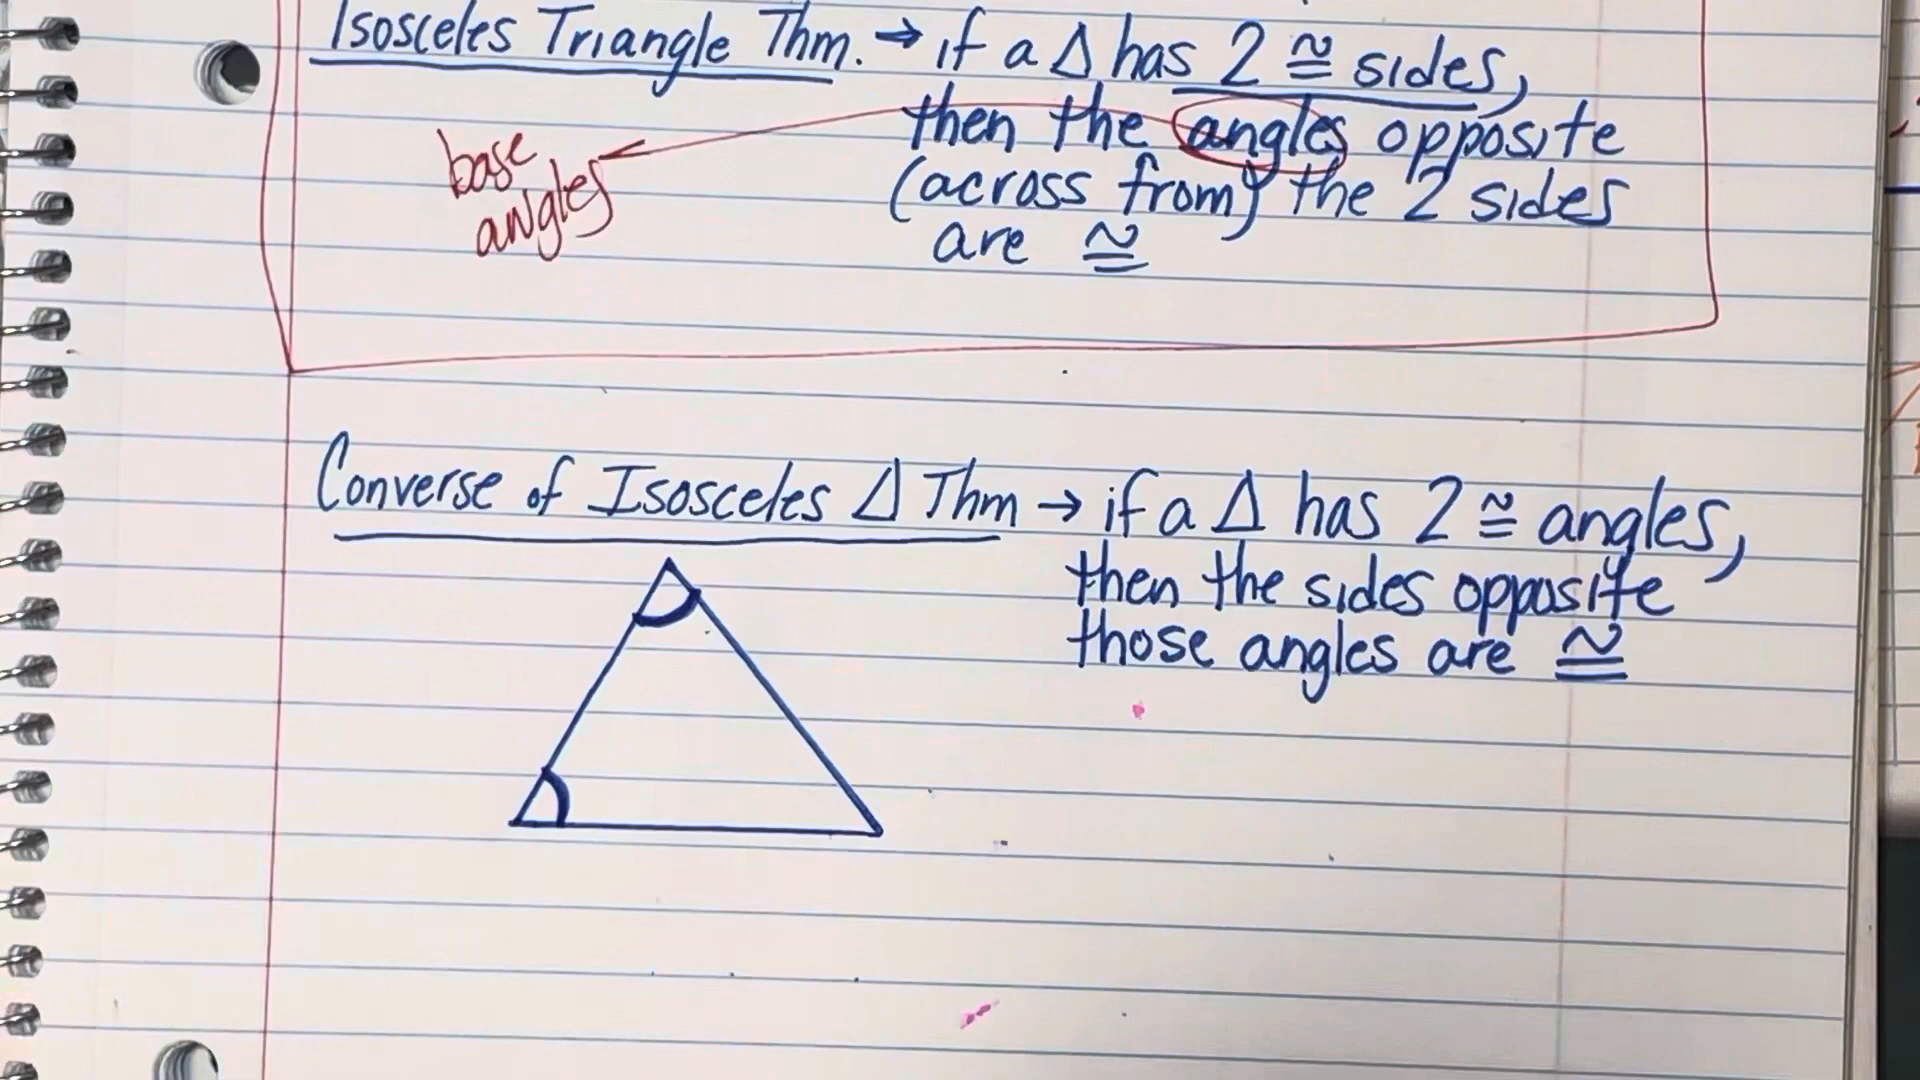 Isosceles Triangle Thm. → if a Δ has 2 ≅ sides,
then the angles opposite
(across from) the 2 sides
are ≅
base
angles
Converse of Isosceles Δ Thm → if a Δ has 2 ≅ angles,
then the sides opposite
those angles are ≅